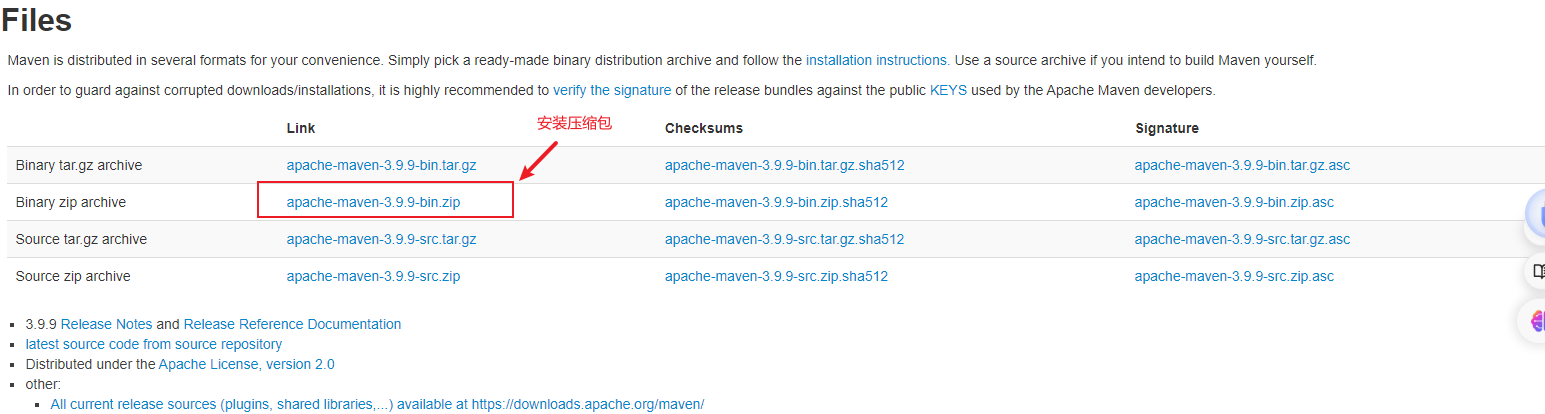 Files
Maven is distributed in several formats for your convenience. Simply pick a ready-made binary distribution archive and follow the installation instructions. Use a source archive if you intend to build Maven yourself.
In order to guard against corrupted downloads/installations, it is highly recommended to verify the signature of the release bundles against the public KEYS used by the Apache Maven developers.
安装压缩包
Link Checksums Signature
Binary tar.gz archive apache-maven-3.9.9-bin.tar.gz apache-maven-3.9.9-bin.tar.gz.sha512 apache-maven-3.9.9-bin.tar.gz.asc
Binary zip archive apache-maven-3.9.9-bin.zip apache-maven-3.9.9-bin.zip.sha512 apache-maven-3.9.9-bin.zip.asc
Source tar.gz archive apache-maven-3.9.9-src.tar.gz apache-maven-3.9.9-src.tar.gz.sha512 apache-maven-3.9.9-src.tar.gz.asc
Source zip archive apache-maven-3.9.9-src.zip apache-maven-3.9.9-src.zip.sha512 apache-maven-3.9.9-src.zip.asc
3.9.9 Release Notes and Release Reference Documentation
latest source code from source repository
Distributed under the Apache License, version 2.0
other:
All current release sources (plugins, shared libraries,...) available at https://downloads.apache.org/maven/